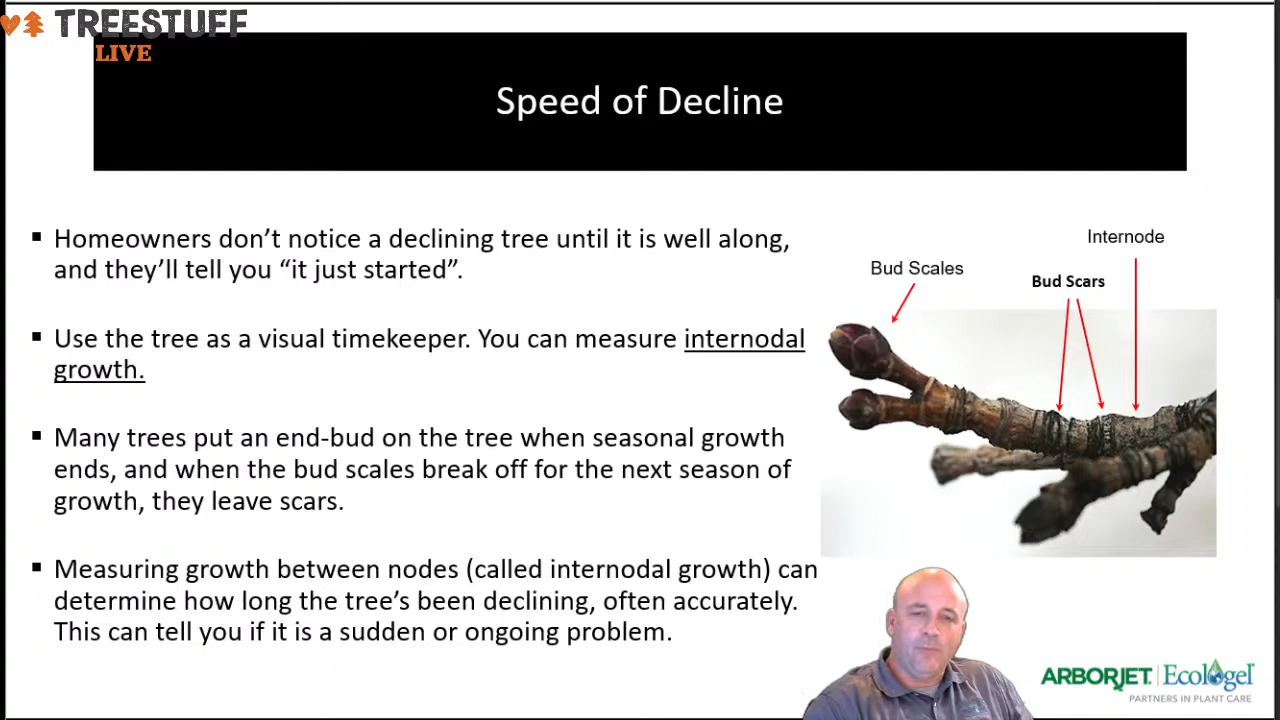 TREESTUFF
LIVE
Speed of Decline
▪ Homeowners don’t notice a declining tree until it is well along,
and they’ll tell you “it just started”.
▪ Use the tree as a visual timekeeper. You can measure internodal
growth.
▪ Many trees put an end-bud on the tree when seasonal growth
ends, and when the bud scales break off for the next season of
growth, they leave scars.
▪ Measuring growth between nodes (called internodal growth) can
determine how long the tree’s been declining, often accurately.
This can tell you if it is a sudden or ongoing problem.
Internode
Bud Scales
Bud Scars
ARBORJET | Ecologel
PARTNERS IN PLANT CARE